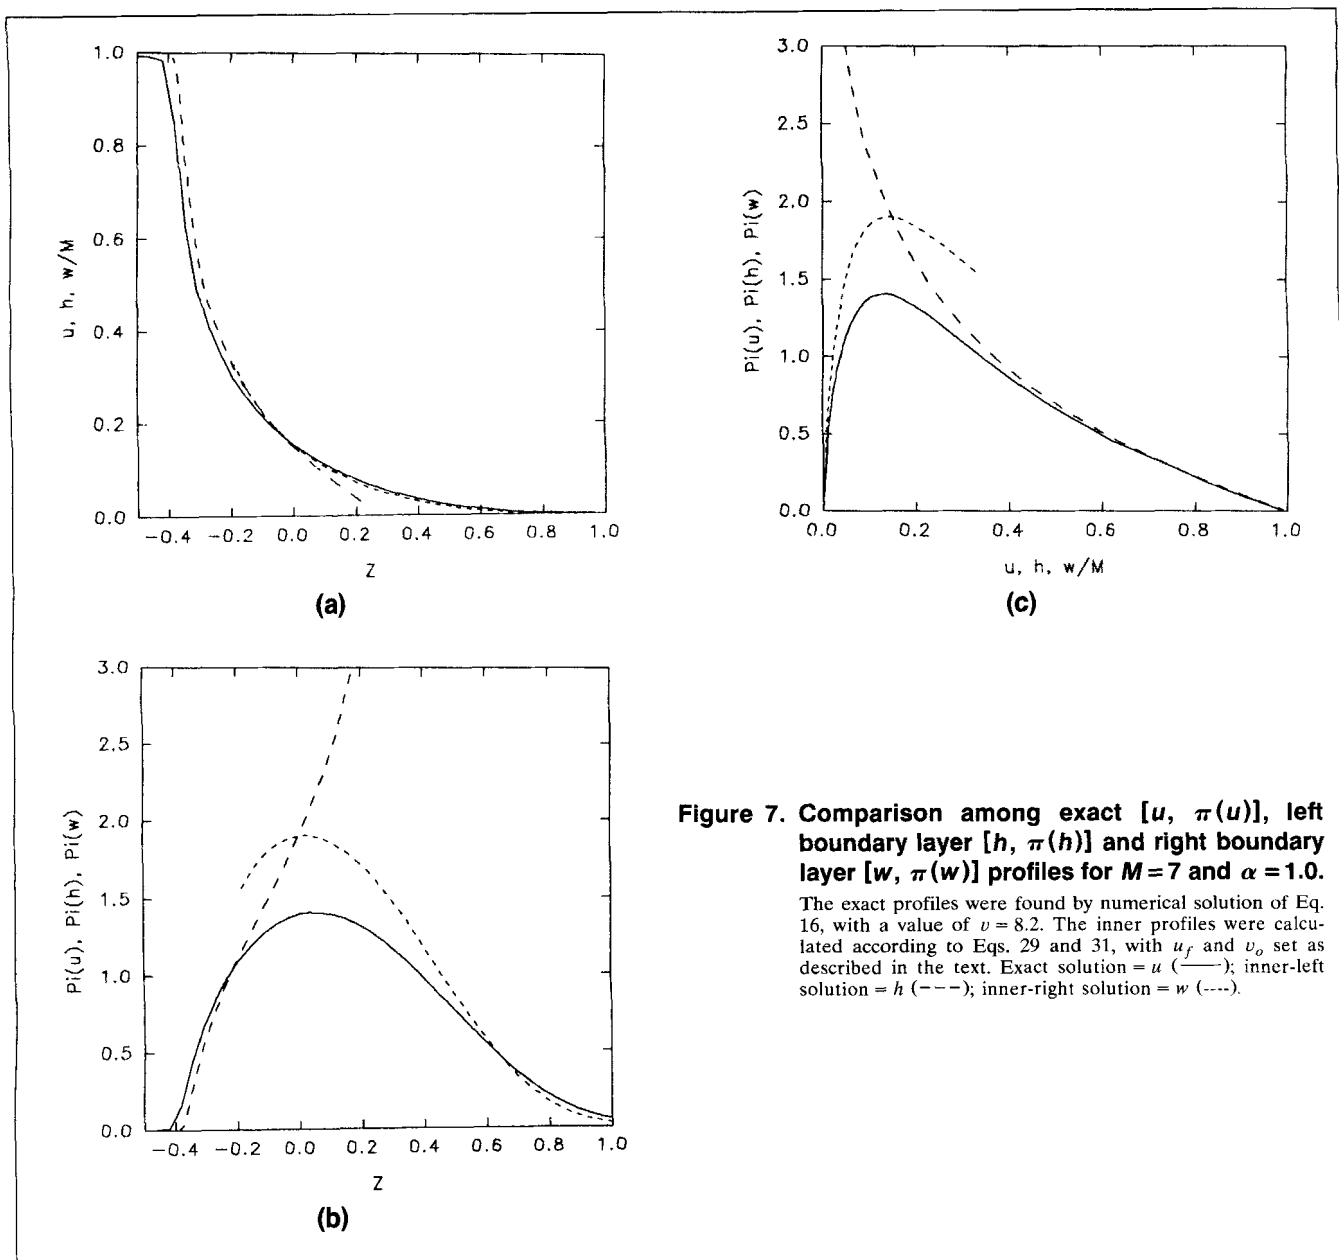 1.0
0.8
0.6
0.4
0.2
0.0
u, h, w/M
−0.4 −0.2 0.0 0.2 0.4 0.6 0.8 1.0
Z
(a)
3.0
2.5
2.0
1.5
1.0
0.5
0.0
Pi(u), Pi(h), Pi(w)
0.0 0.2 0.4 0.6 0.8 1.0
u, h, w/M
(c)
3.0
2.5
2.0
1.5
1.0
0.5
0.0
Pi(u), Pi(h), Pi(w)
−0.4 −0.2 0.0 0.2 0.4 0.6 0.8 1.0
Z
(b)
Figure 7. Comparison among exact [u, π(u)], left
boundary layer [h, π(h)] and right boundary
layer [w, π(w)] profiles for M = 7 and α = 1.0.
The exact profiles were found by numerical solution of Eq.
16, with a value of v = 8.2. The inner profiles were calcu-
lated according to Eqs. 29 and 31, with u_f and v_o set as
described in the text. Exact solution = u (——); inner-left
solution = h (−−−); inner-right solution = w (----).